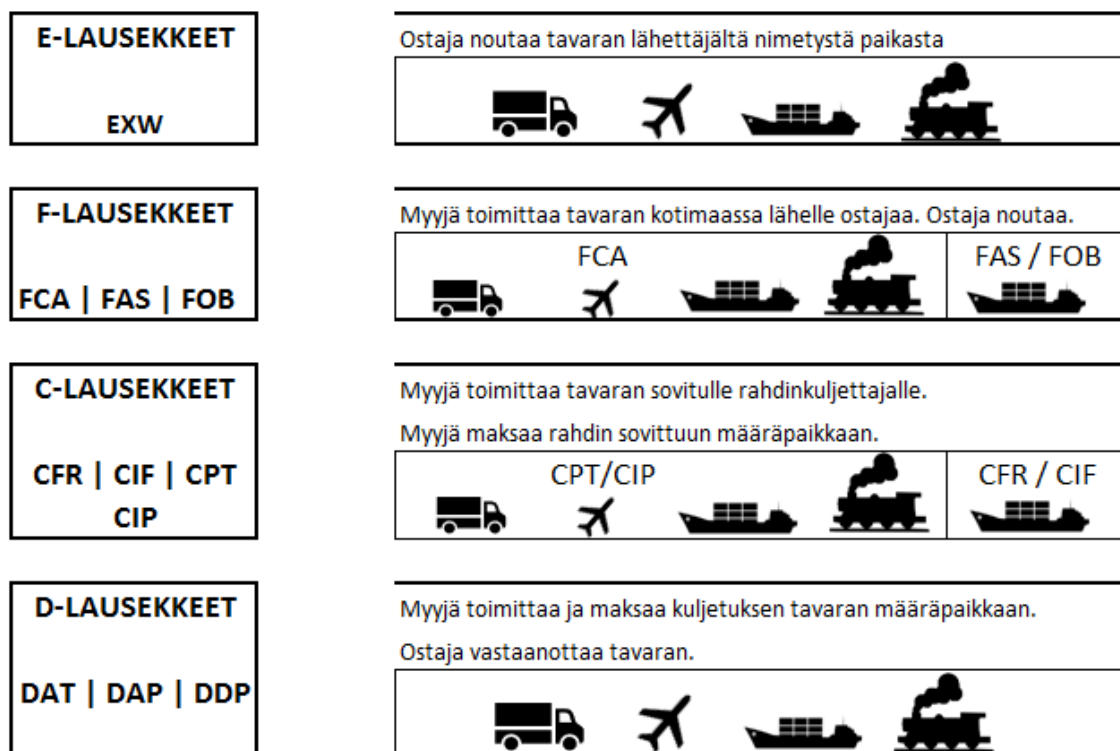 E-LAUSEKKEET
EXW
Ostaja noutaa tavaran lähettäjältä nimetystä paikasta
F-LAUSEKKEET
FCA | FAS | FOB
Myyjä toimittaa tavaran kotimaassa lähelle ostajaa. Ostaja noutaa.
FCA
FAS / FOB
C-LAUSEKKEET
CFR | CIF | CPT
CIP
Myyjä toimittaa tavaran sovitulle rahdinkuljettajalle.
Myyjä maksaa rahdin sovittuun määräpaikkaan.
CPT/CIP
CFR / CIF
D-LAUSEKKEET
DAT | DAP | DDP
Myyjä toimittaa ja maksaa kuljetuksen tavaran määräpaikkaan.
Ostaja vastaanottaa tavaran.